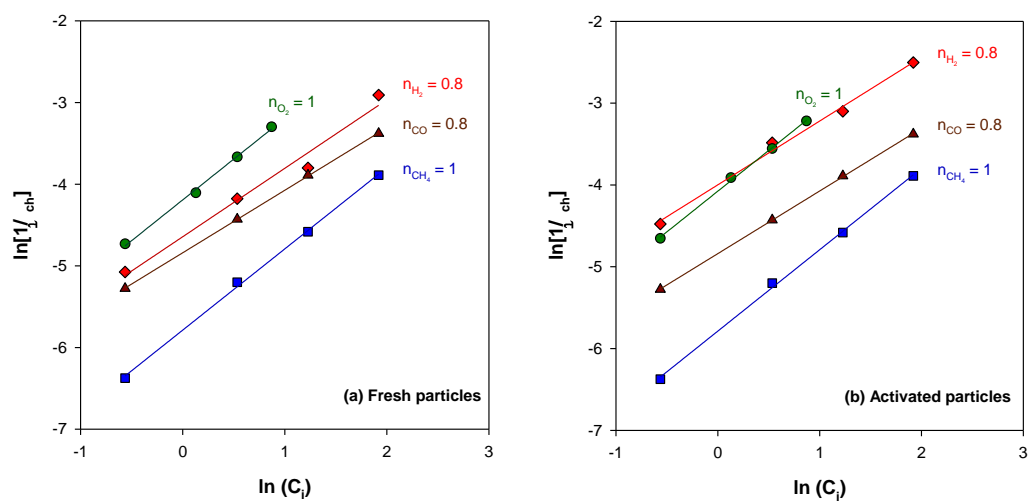 -2
-3
-4
-5
-6
-7
-1
0
1
2
3
ln[1/τ_ch]
ln (C_i)
n_O₂ = 1
n_H₂ = 0.8
n_CO = 0.8
n_CH₄ = 1
(a) Fresh particles
-2
-3
-4
-5
-6
-7
-1
0
1
2
3
ln[1/τ_ch]
ln (C_i)
n_H₂ = 0.8
n_O₂ = 1
n_CO = 0.8
n_CH₄ = 1
(b) Activated particles